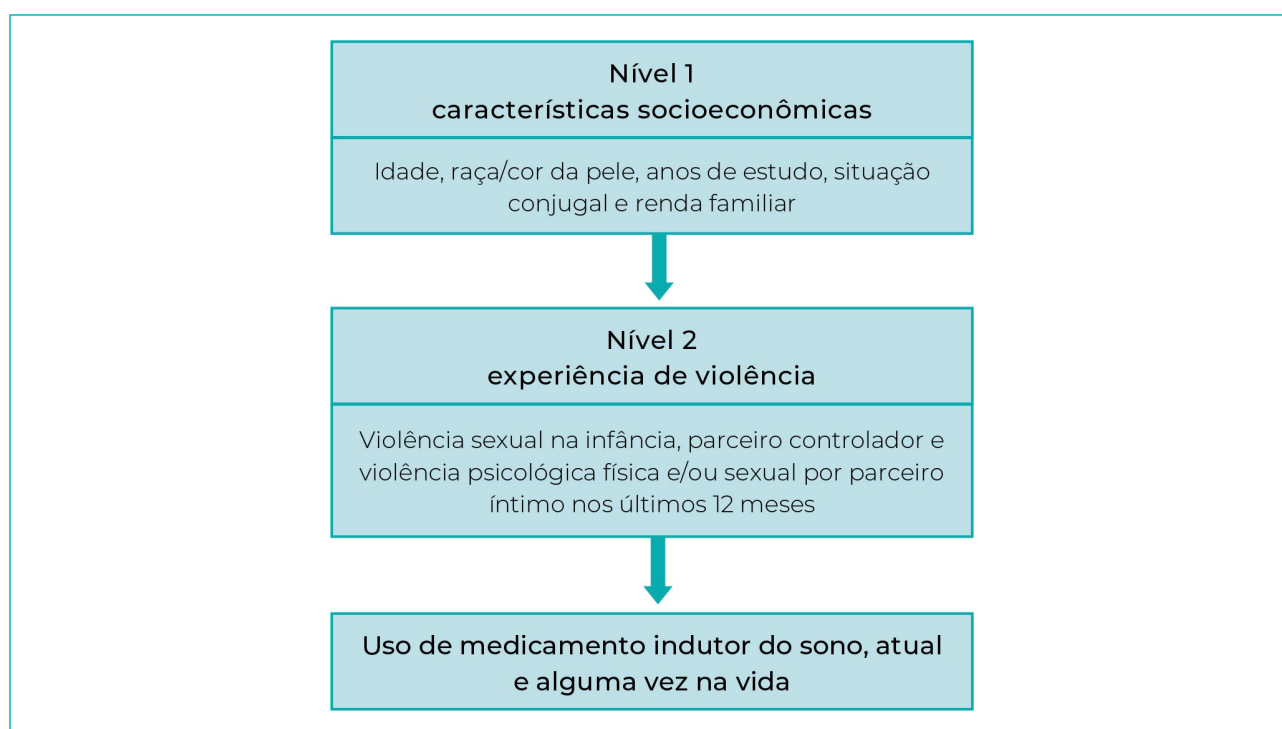 Nível 1
características socioeconômicas
Idade, raça/cor da pele, anos de estudo, situação
conjugal e renda familiar
Nível 2
experiência de violência
Violência sexual na infância, parceiro controlador e
violência psicológica física e/ou sexual por parceiro
íntimo nos últimos 12 meses
Uso de medicamento indutor do sono, atual
e alguma vez na vida